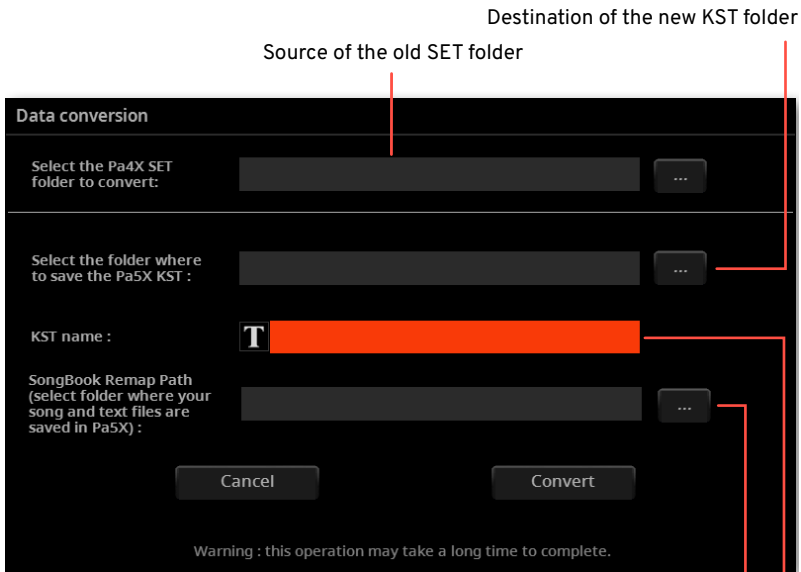 Destination of the new KST folder
Source of the old SET folder
Data conversion
Select the Pa4X SET
folder to convert:
...
Select the folder where
to save the Pa5X KST :
...
KST name :
T
SongBook Remap Path
(select folder where your
song and text files are
saved in Pa5X) :
...
Cancel
Convert
Warning : this operation may take a long time to complete.